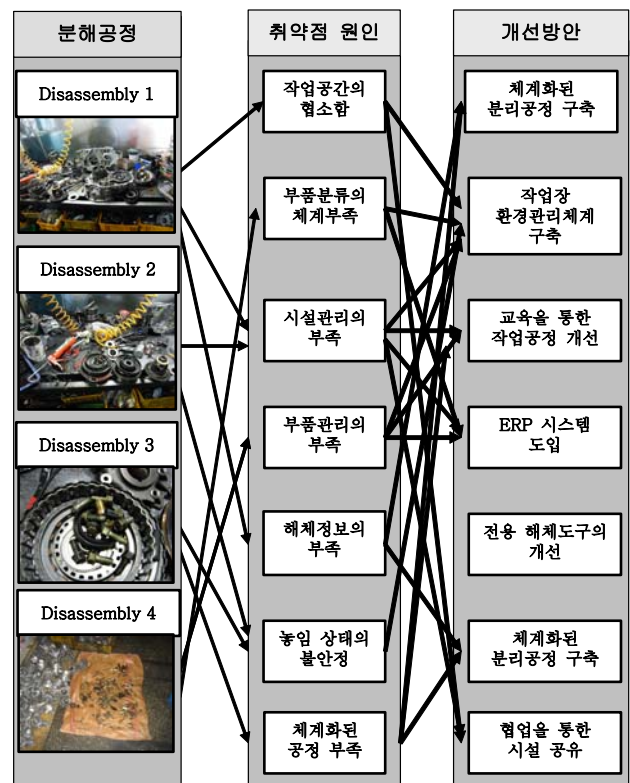 분해공정
Disassembly 1
Disassembly 2
Disassembly 3
Disassembly 4
취약점 원인
작업공간의
협소함
부품분류의
체계부족
시설관리의
부족
부품관리의
부족
해체정보의
부족
놓임 상태의
불안정
체계화된
공정 부족
개선방안
체계화된
분리공정 구축
작업장
환경관리체계
구축
교육을 통한
작업공정 개선
ERP 시스템
도입
전용 해체도구의
개선
체계화된
분리공정 구축
협업을 통한
시설 공유